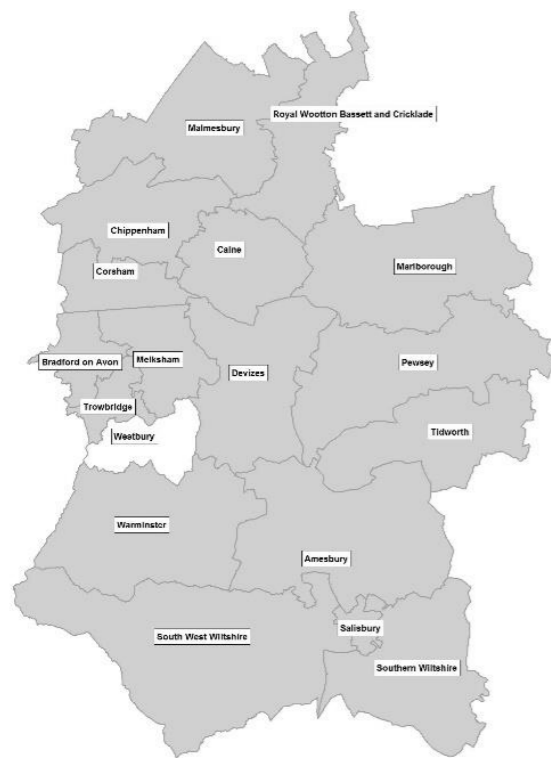 Royal Wootton Bassett and Cricklade
Malmesbury
Chippenham
Calne
Corsham
Marlborough
Bradford on Avon
Melksham
Devizes
Pewsey
Trowbridge
Westbury
Tidworth
Warminster
Amesbury
Salisbury
South West Wiltshire
Southern Wiltshire